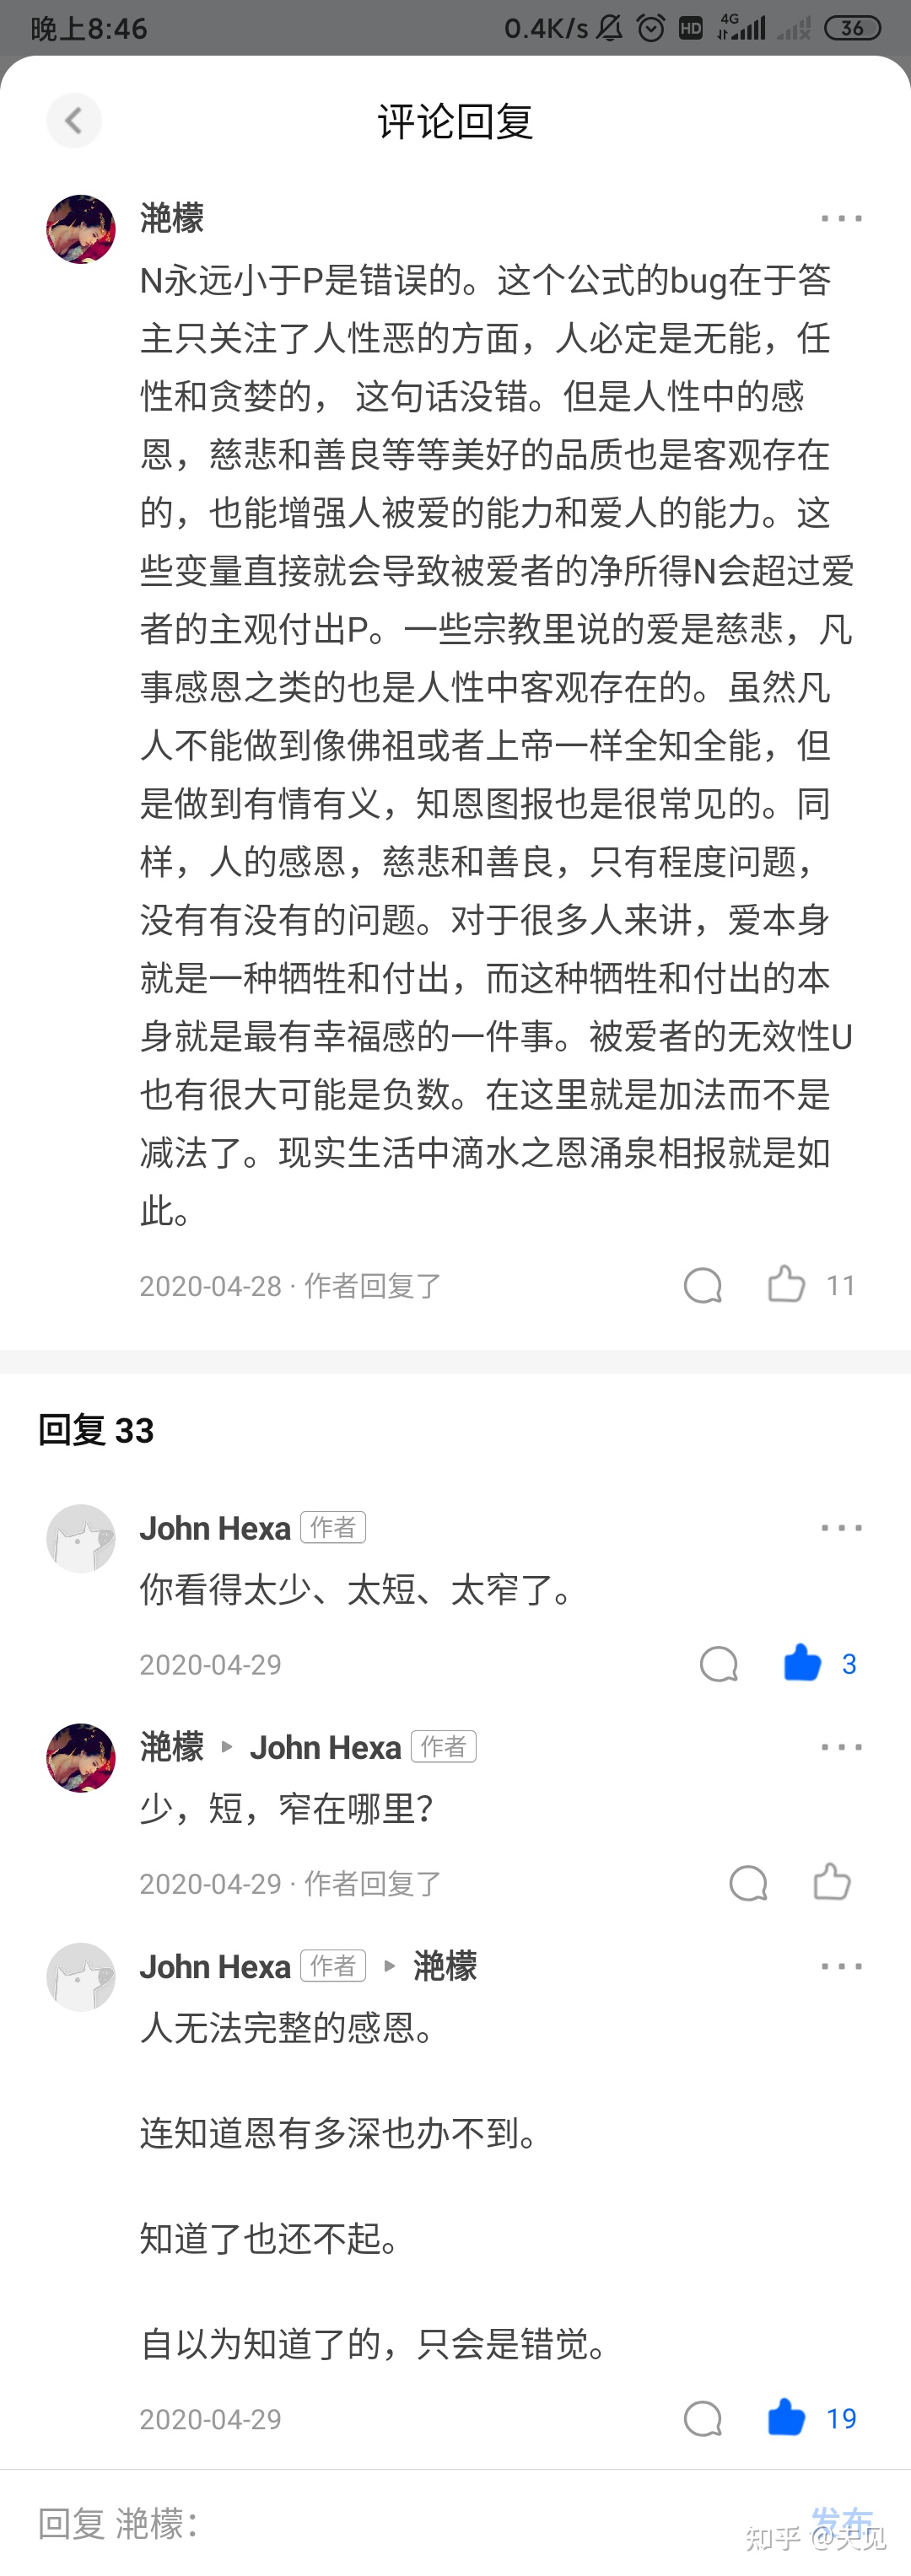 晚上8:46
0.4K/s HD 4G 36
评论回复
滟檬
N永远小于P是错误的。这个公式的bug在于答
主只关注了人性恶的方面，人必定是无能，任
性和贪婪的， 这句话没错。但是人性中的感
恩，慈悲和善良等等美好的品质也是客观存在
的，也能增强人被爱的能力和爱人的能力。这
些变量直接就会导致被爱者的净所得N会超过爱
者的主观付出P。一些宗教里说的爱是慈悲，凡
事感恩之类的也是人性中客观存在的。虽然凡
人不能做到像佛祖或者上帝一样全知全能，但
是做到有情有义，知恩图报也是很常见的。同
样，人的感恩，慈悲和善良，只有程度问题，
没有有没有的问题。对于很多人来讲，爱本身
就是一种牺牲和付出，而这种牺牲和付出的本
身就是最有幸福感的一件事。被爱者的无效性U
也有很大可能是负数。在这里就是加法而不是
减法了。现实生活中滴水之恩涌泉相报就是如
此。
2020-04-28 · 作者回复了 11
回复 33
John Hexa 作者
你看得太少、太短、太窄了。
2020-04-29 3
滟檬 ▸ John Hexa 作者
少，短，窄在哪里？
2020-04-29 · 作者回复了
John Hexa 作者 ▸ 滟檬
人无法完整的感恩。
连知道恩有多深也办不到。
知道了也还不起。
自以为知道了的，只会是错觉。
2020-04-29 19
回复 滟檬： 发布
知乎 @天见